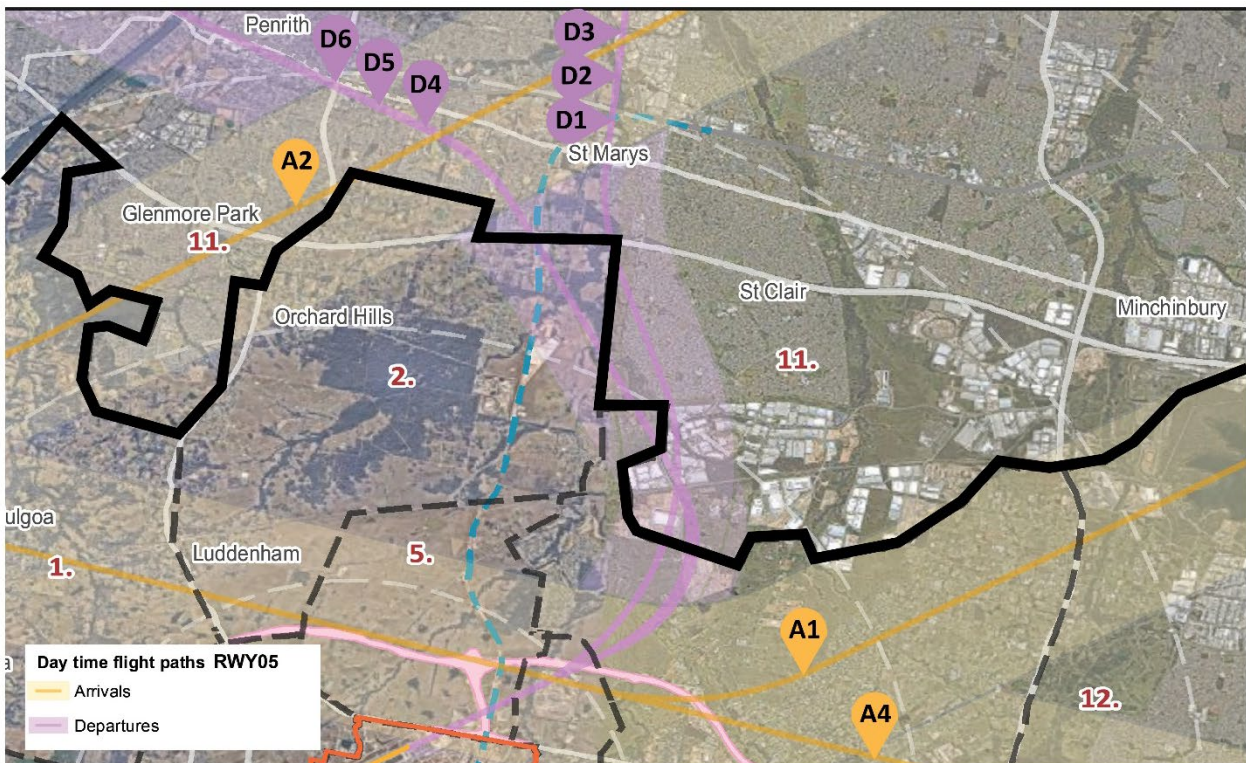 Penrith
D6
D5
D4
D3
D2
D1
St Marys
A2
Glenmore Park
11.
St Clair
Minchinbury
Orchard Hills
2.
11.
ulgoa
Luddenham
5.
1.
A1
12.
A4
a
Day time flight paths RWY05
Arrivals
Departures